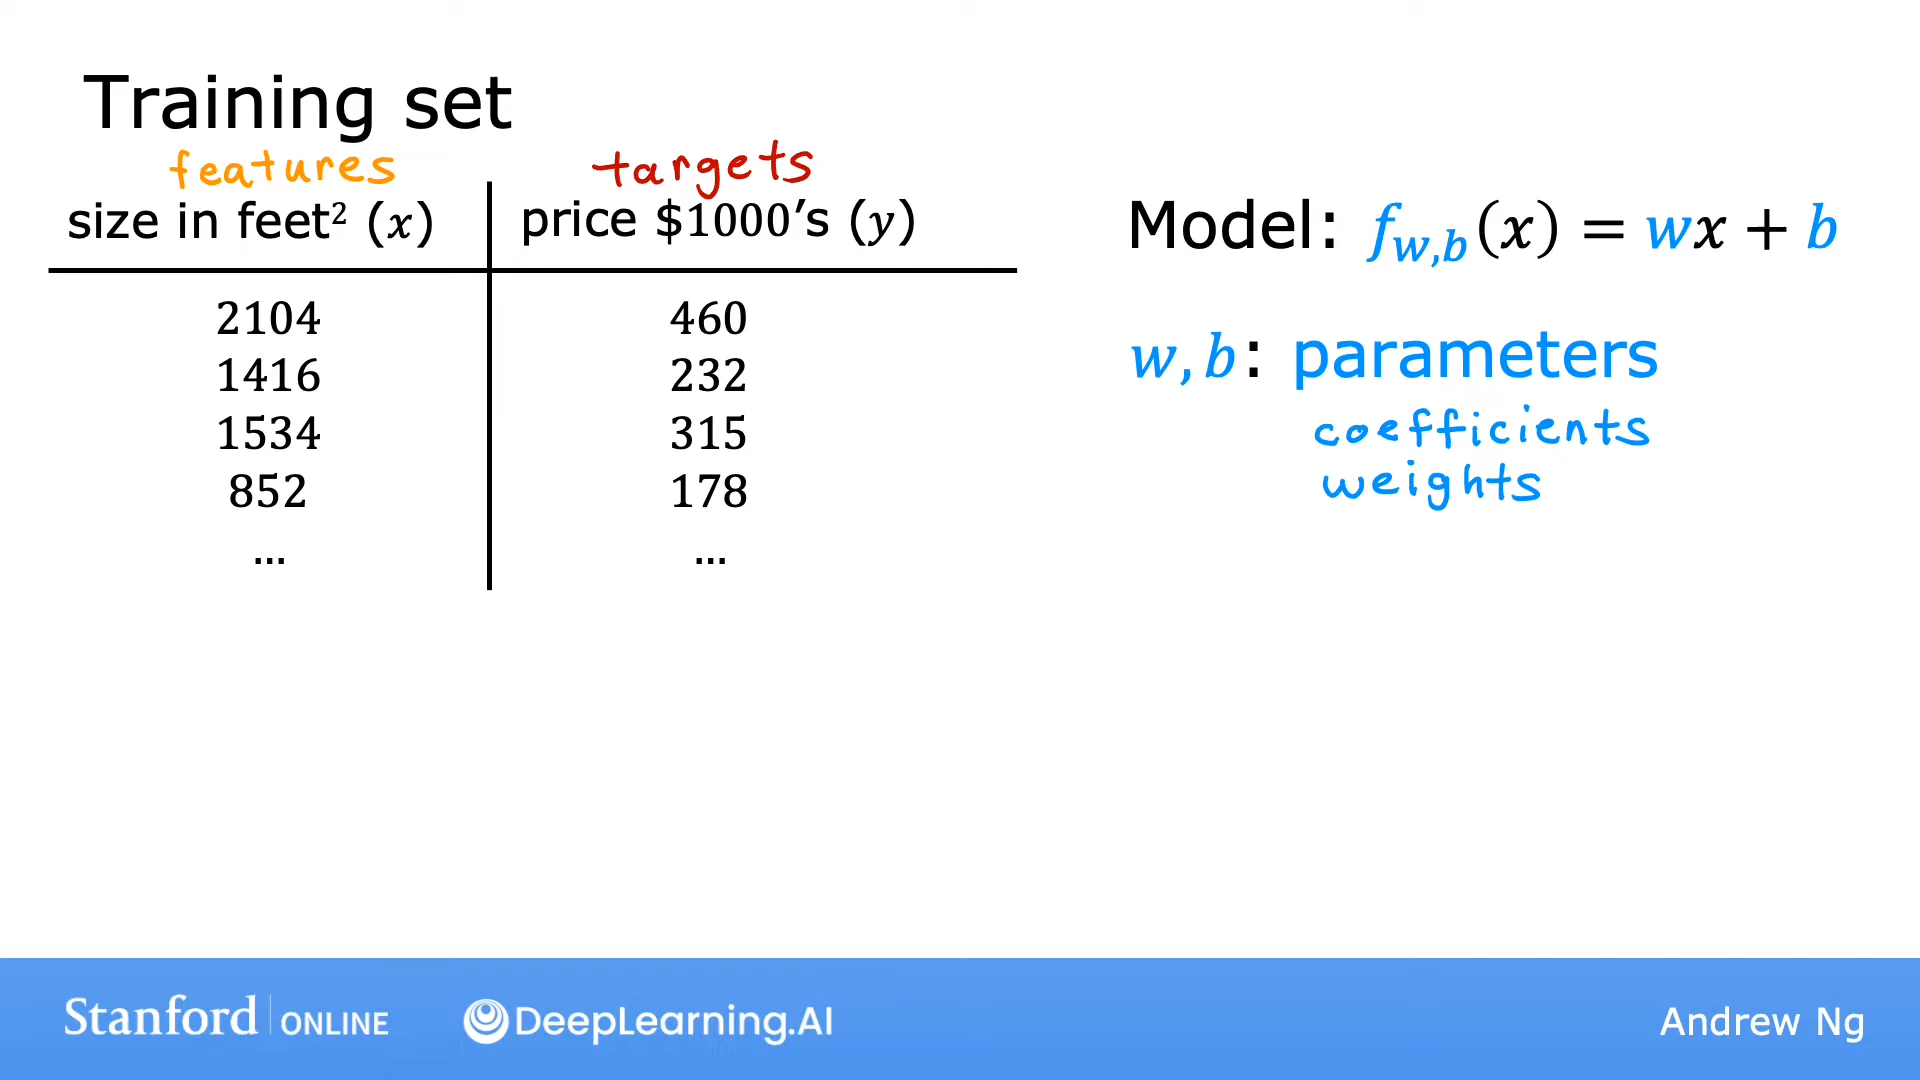 Training set
features targets
size in feet² (x) price $1000’s (y)
2104 460
1416 232
1534 315
852 178
... ...
Model: f_{w,b}(x) = wx + b
w, b: parameters
coefficients
weights
Stanford | ONLINE DeepLearning.AI Andrew Ng